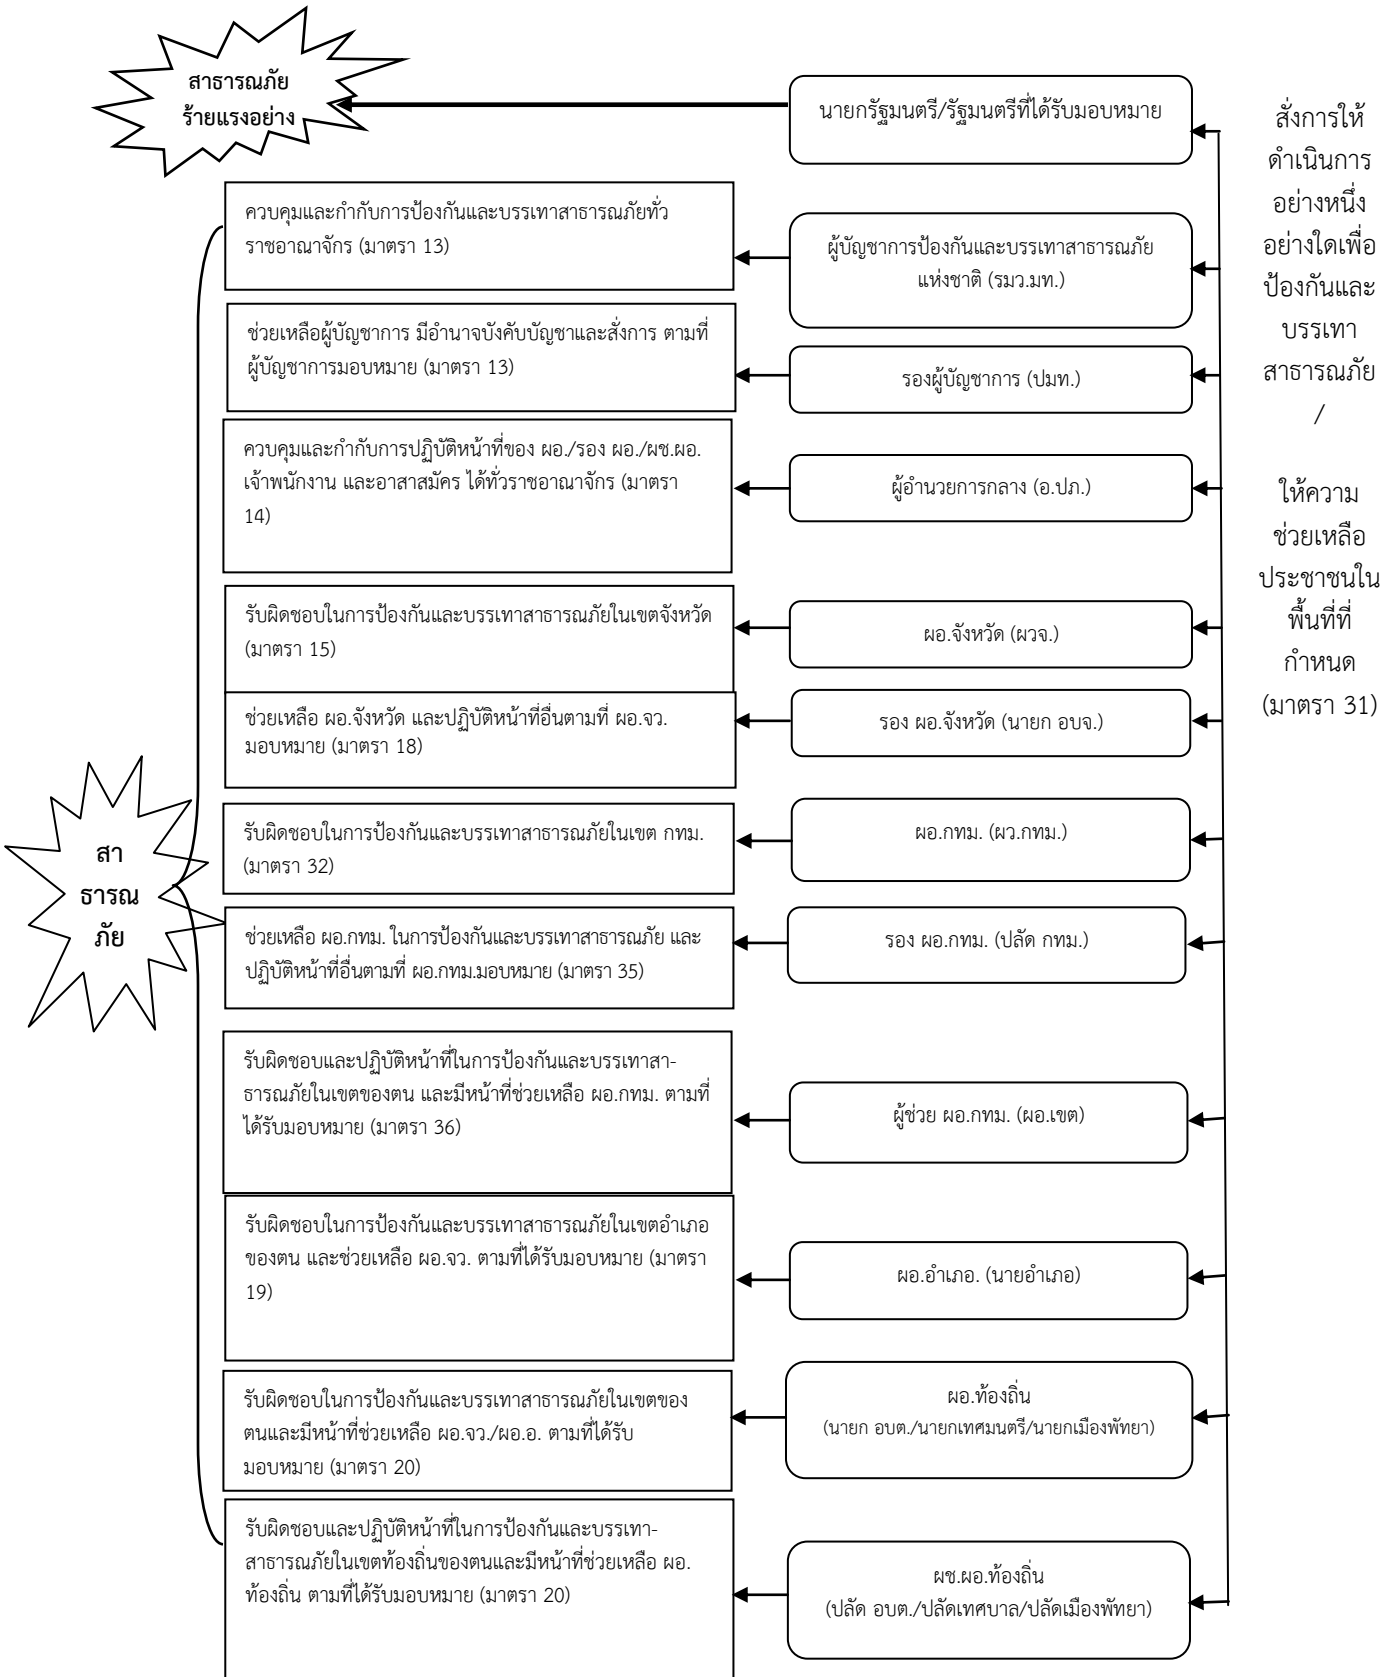 สาธารณภัย
ร้ายแรงอย่าง
นายกรัฐมนตรี/รัฐมนตรีที่ได้รับมอบหมาย
สั่งการให้
ดำเนินการ
อย่างหนึ่ง
อย่างใดเพื่อ
ป้องกันและ
บรรเทา
สาธารณภัย
/
ให้ความ
ช่วยเหลือ
ประชาชนใน
พื้นที่ที่
กำหนด
(มาตรา 31)
ควบคุมและกำกับการป้องกันและบรรเทาสาธารณภัยทั่ว
ราชอาณาจักร (มาตรา 13)
ผู้บัญชาการป้องกันและบรรเทาสาธารณภัย
แห่งชาติ (รมว.มท.)
ช่วยเหลือผู้บัญชาการ มีอำนาจบังคับบัญชาและสั่งการ ตามที่
ผู้บัญชาการมอบหมาย (มาตรา 13)
รองผู้บัญชาการ (ปมท.)
ควบคุมและกำกับการปฏิบัติหน้าที่ของ ผอ./รอง ผอ./ผช.ผอ.
เจ้าพนักงาน และอาสาสมัคร ได้ทั่วราชอาณาจักร (มาตรา
14)
ผู้อำนวยการกลาง (อ.ปภ.)
รับผิดชอบในการป้องกันและบรรเทาสาธารณภัยในเขตจังหวัด
(มาตรา 15)
ผอ.จังหวัด (ผวจ.)
ช่วยเหลือ ผอ.จังหวัด และปฏิบัติหน้าที่อื่นตามที่ ผอ.จว.
มอบหมาย (มาตรา 18)
รอง ผอ.จังหวัด (นายก อบจ.)
สา
ธารณ
ภัย
รับผิดชอบในการป้องกันและบรรเทาสาธารณภัยในเขต กทม.
(มาตรา 32)
ผอ.กทม. (ผว.กทม.)
ช่วยเหลือ ผอ.กทม. ในการป้องกันและบรรเทาสาธารณภัย และ
ปฏิบัติหน้าที่อื่นตามที่ ผอ.กทม.มอบหมาย (มาตรา 35)
รอง ผอ.กทม. (ปลัด กทม.)
รับผิดชอบและปฏิบัติหน้าที่ในการป้องกันและบรรเทาสา-
ธารณภัยในเขตของตน และมีหน้าที่ช่วยเหลือ ผอ.กทม. ตามที่
ได้รับมอบหมาย (มาตรา 36)
ผู้ช่วย ผอ.กทม. (ผอ.เขต)
รับผิดชอบในการป้องกันและบรรเทาสาธารณภัยในเขตอำเภอ
ของตน และช่วยเหลือ ผอ.จว. ตามที่ได้รับมอบหมาย (มาตรา
19)
ผอ.อำเภอ. (นายอำเภอ)
รับผิดชอบในการป้องกันและบรรเทาสาธารณภัยในเขตของ
ตนและมีหน้าที่ช่วยเหลือ ผอ.จว./ผอ.อ. ตามที่ได้รับ
มอบหมาย (มาตรา 20)
ผอ.ท้องถิ่น
(นายก อบต./นายกเทศมนตรี/นายกเมืองพัทยา)
รับผิดชอบและปฏิบัติหน้าที่ในการป้องกันและบรรเทา-
สาธารณภัยในเขตท้องถิ่นของตนและมีหน้าที่ช่วยเหลือ ผอ.
ท้องถิ่น ตามที่ได้รับมอบหมาย (มาตรา 20)
ผช.ผอ.ท้องถิ่น
(ปลัด อบต./ปลัดเทศบาล/ปลัดเมืองพัทยา)